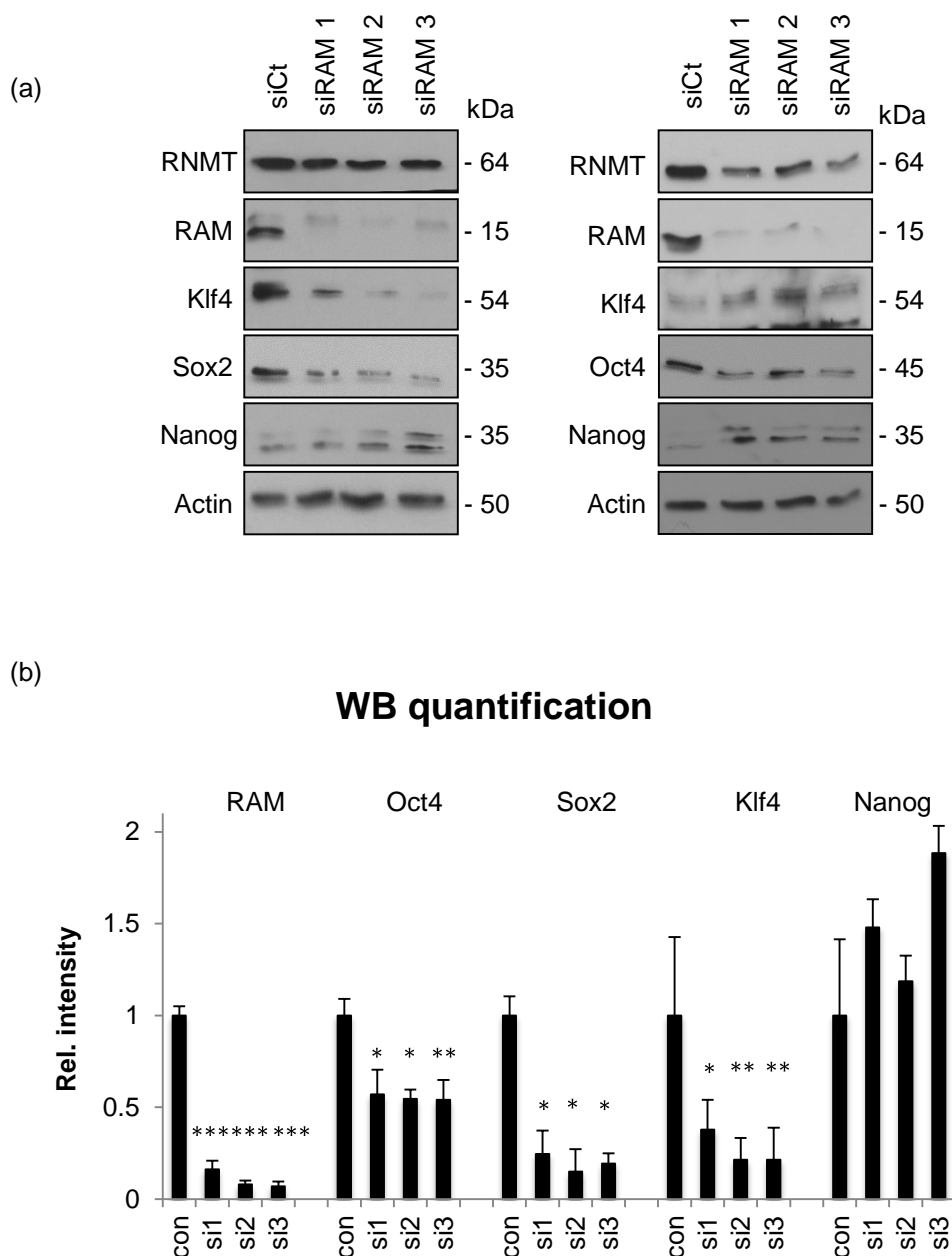 (a)
siCt siRAM 1 siRAM 2 siRAM 3 kDa
RNMT - 64
RAM - 15
Klf4 - 54
Sox2 - 35
Nanog - 35
Actin - 50
siCt siRAM 1 siRAM 2 siRAM 3 kDa
RNMT - 64
RAM - 15
Klf4 - 54
Oct4 - 45
Nanog - 35
Actin - 50
(b)
WB quantification
RAM Oct4 Sox2 Klf4 Nanog
Rel. intensity
2
1.5
1
0.5
0
*** *** *** * * ** * * * * ** **
con si1 si2 si3 con si1 si2 si3 con si1 si2 si3 con si1 si2 si3 con si1 si2 si3